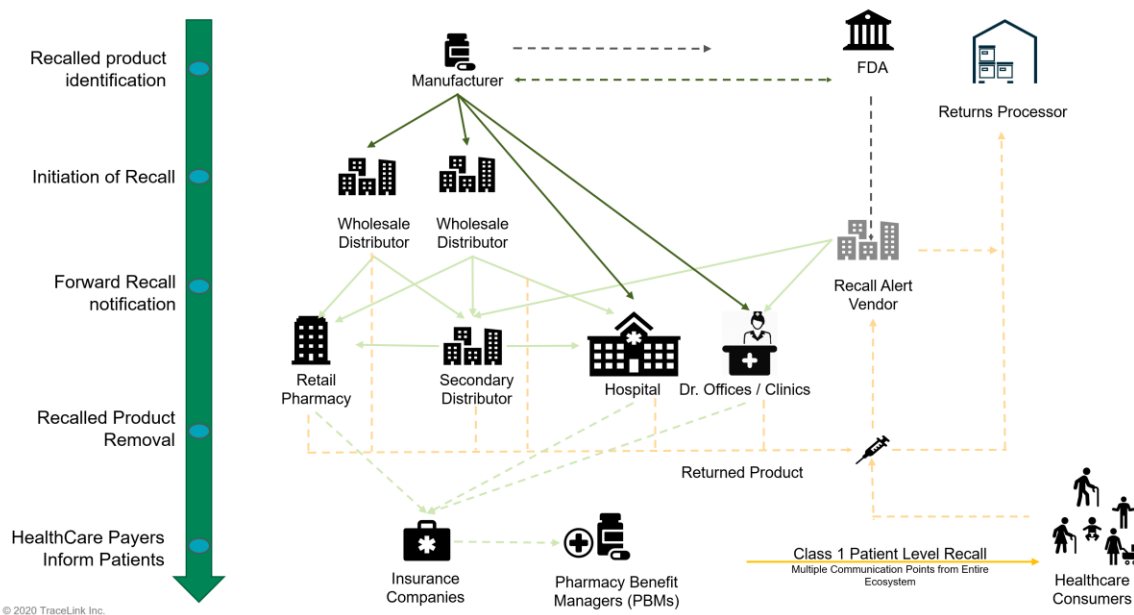 Recalled product
identification
Manufacturer
FDA
Returns Processor
Initiation of Recall
Wholesale
Distributor
Wholesale
Distributor
Forward Recall
notification
Recall Alert
Vendor
Retail
Pharmacy
Secondary
Distributor
Hospital
Dr. Offices / Clinics
Recalled Product
Removal
Returned Product
HealthCare Payers
Inform Patients
Insurance
Companies
Pharmacy Benefit
Managers (PBMs)
Class 1 Patient Level Recall
Multiple Communication Points from Entire
Ecosystem
Healthcare
Consumers
© 2020 TraceLink Inc.